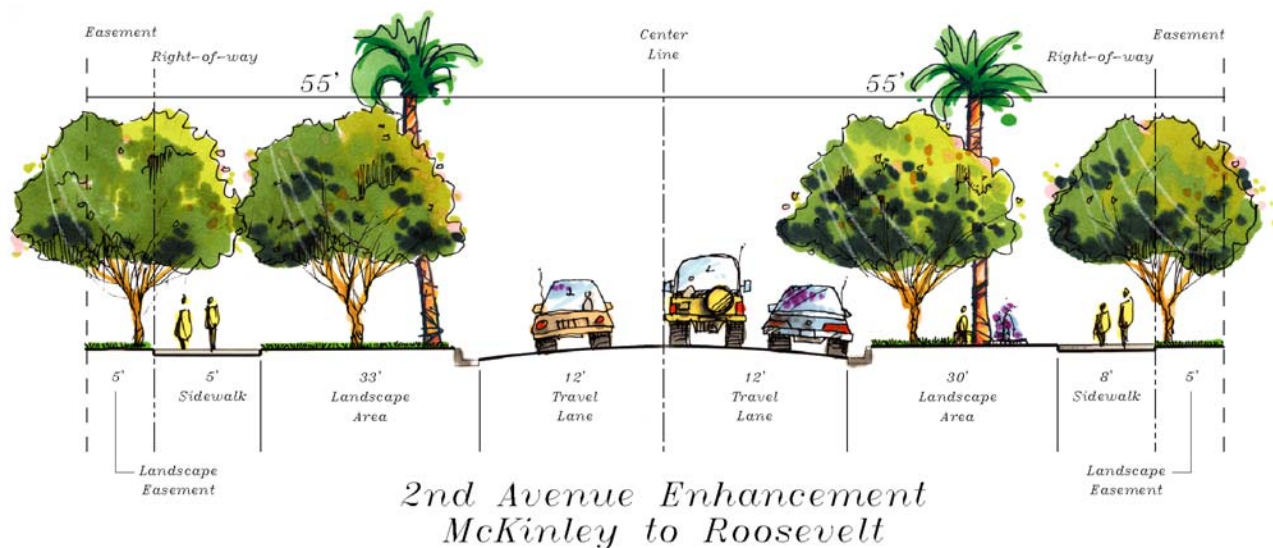 Easement
Right-of-way
55'
Center
Line
55'
Right-of-way
Easement
5'
5'
Sidewalk
33'
Landscape
Area
12'
Travel
Lane
12'
Travel
Lane
30'
Landscape
Area
8'
Sidewalk
5'
Landscape
Easement
Landscape
Easement
2nd Avenue Enhancement
McKinley to Roosevelt